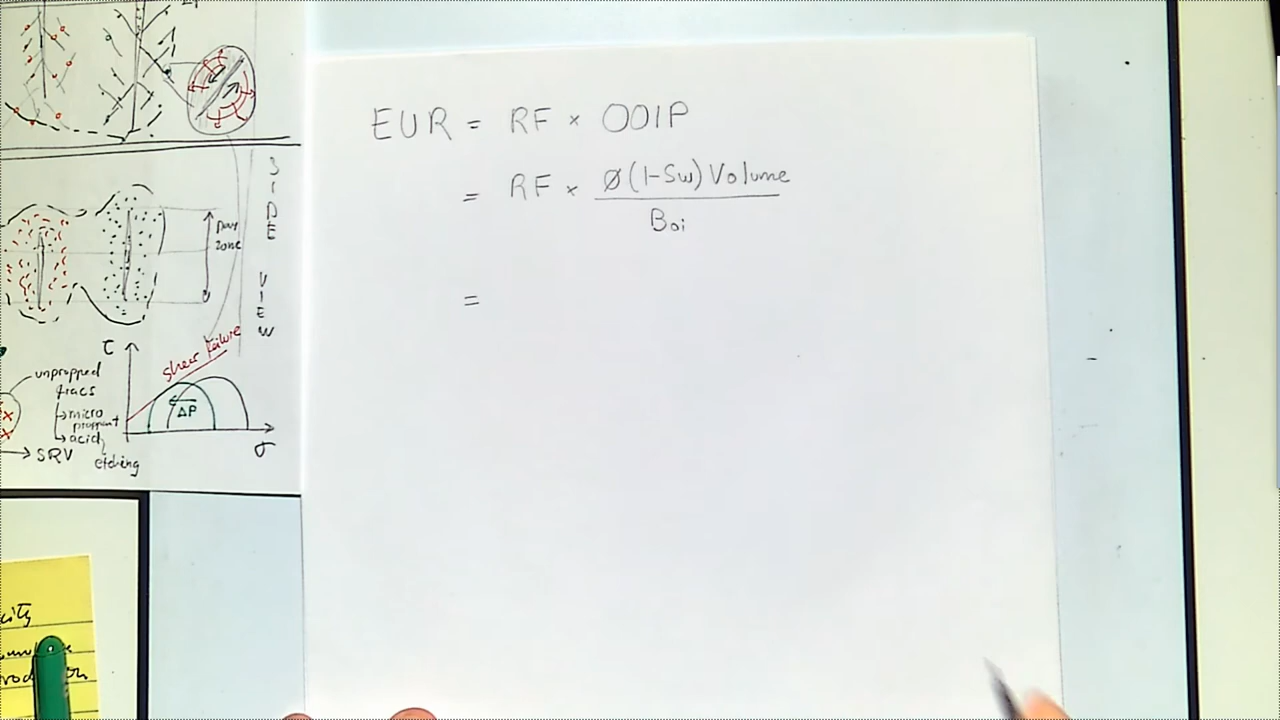 EUR = RF × OOIP
= RF × Ø(1-Sw)Volume
Boi
=
SIDE VIEW
Pay
zone
τ
shear failure
ΔP
σ
unpropped
fracs
→ micro
proppant
→ acid
etching
→ SRV